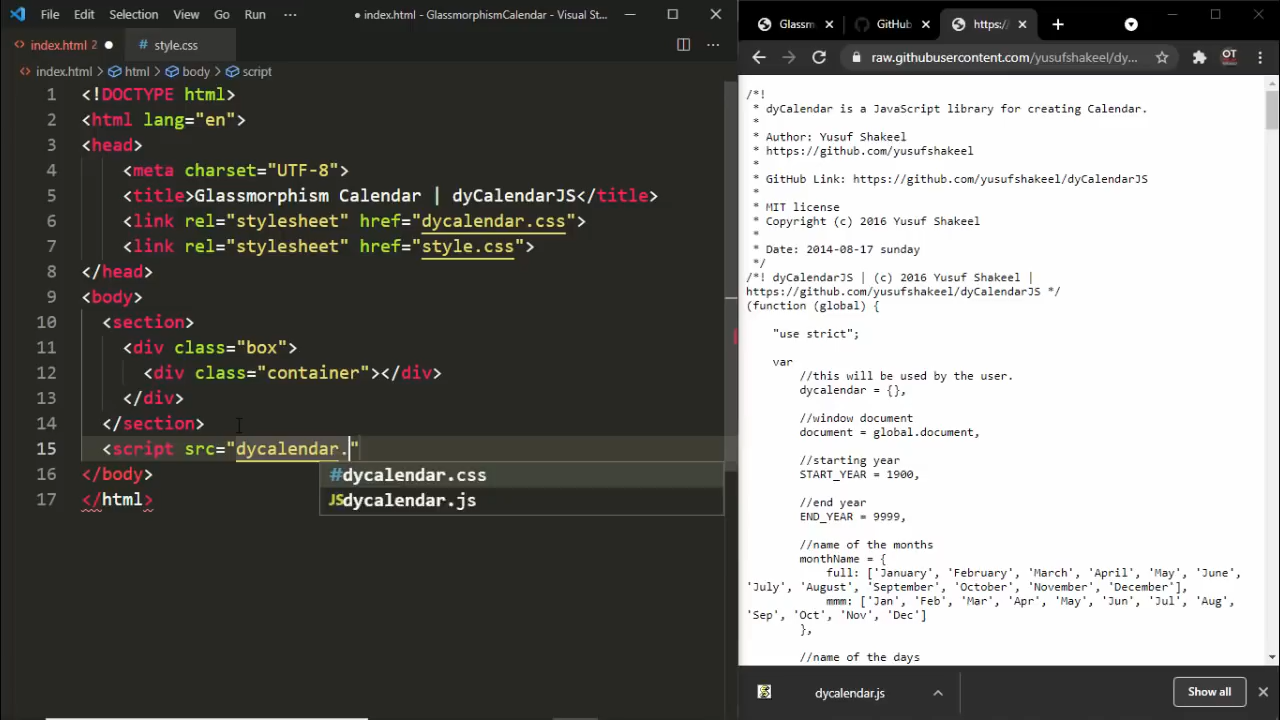 File Edit Selection View Go Run ··· ● index.html - GlassmorphismCalendar - Visual St...
index.html 2 ● # style.css ···
index.html > html > body > script
1 <!DOCTYPE html>
2 <html lang="en">
3 <head>
4 <meta charset="UTF-8">
5 <title>Glassmorphism Calendar | dyCalendarJS</title>
6 <link rel="stylesheet" href="dycalendar.css">
7 <link rel="stylesheet" href="style.css">
8 </head>
9 <body>
10 <section>
11 <div class="box">
12 <div class="container"></div>
13 </div>
14 </section>
15 <script src="dycalendar."
#dycalendar.css
JS dycalendar.js
16 </body>
17 </html>
Glassm GitHub https:/
raw.githubusercontent.com/yusufshakeel/dy... OT
/*!
* dyCalendar is a JavaScript library for creating Calendar.
*
* Author: Yusuf Shakeel
* https://github.com/yusufshakeel
*
* GitHub Link: https://github.com/yusufshakeel/dyCalendarJS
*
* MIT license
* Copyright (c) 2016 Yusuf Shakeel
*
* Date: 2014-08-17 sunday
*/
/*! dyCalendarJS | (c) 2016 Yusuf Shakeel |
https://github.com/yusufshakeel/dyCalendarJS */
(function (global) {
"use strict";
var
//this will be used by the user.
dycalendar = {},
//window document
document = global.document,
//starting year
START_YEAR = 1900,
//end year
END_YEAR = 9999,
//name of the months
monthName = {
full: ['January', 'February', 'March', 'April', 'May', 'June',
'July', 'August', 'September', 'October', 'November', 'December'],
mmm: ['Jan', 'Feb', 'Mar', 'Apr', 'May', 'Jun', 'Jul', 'Aug',
'Sep', 'Oct', 'Nov', 'Dec']
},
//name of the days
dycalendar.js Show all